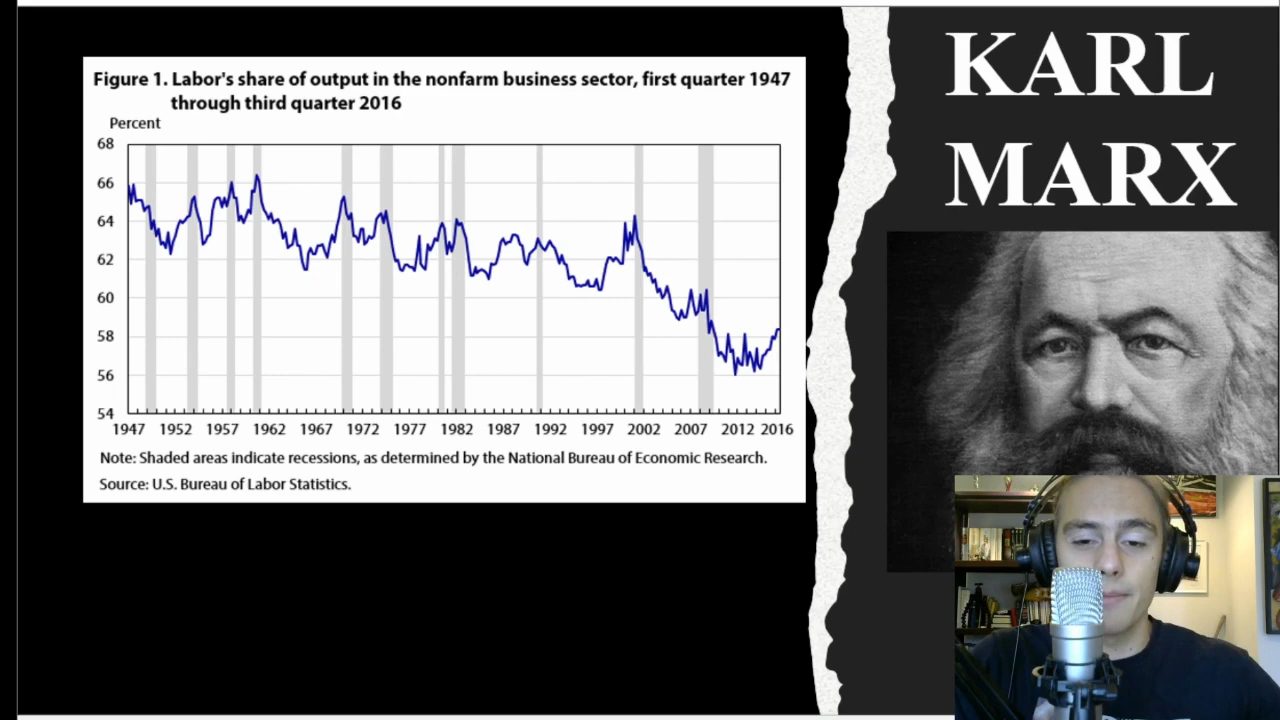 Figure 1. Labor's share of output in the nonfarm business sector, first quarter 1947
through third quarter 2016
Percent
68
66
64
62
60
58
56
54
1947 1952 1957 1962 1967 1972 1977 1982 1987 1992 1997 2002 2007 2012 2016
Note: Shaded areas indicate recessions, as determined by the National Bureau of Economic Research.
Source: U.S. Bureau of Labor Statistics.
KARL
MARX